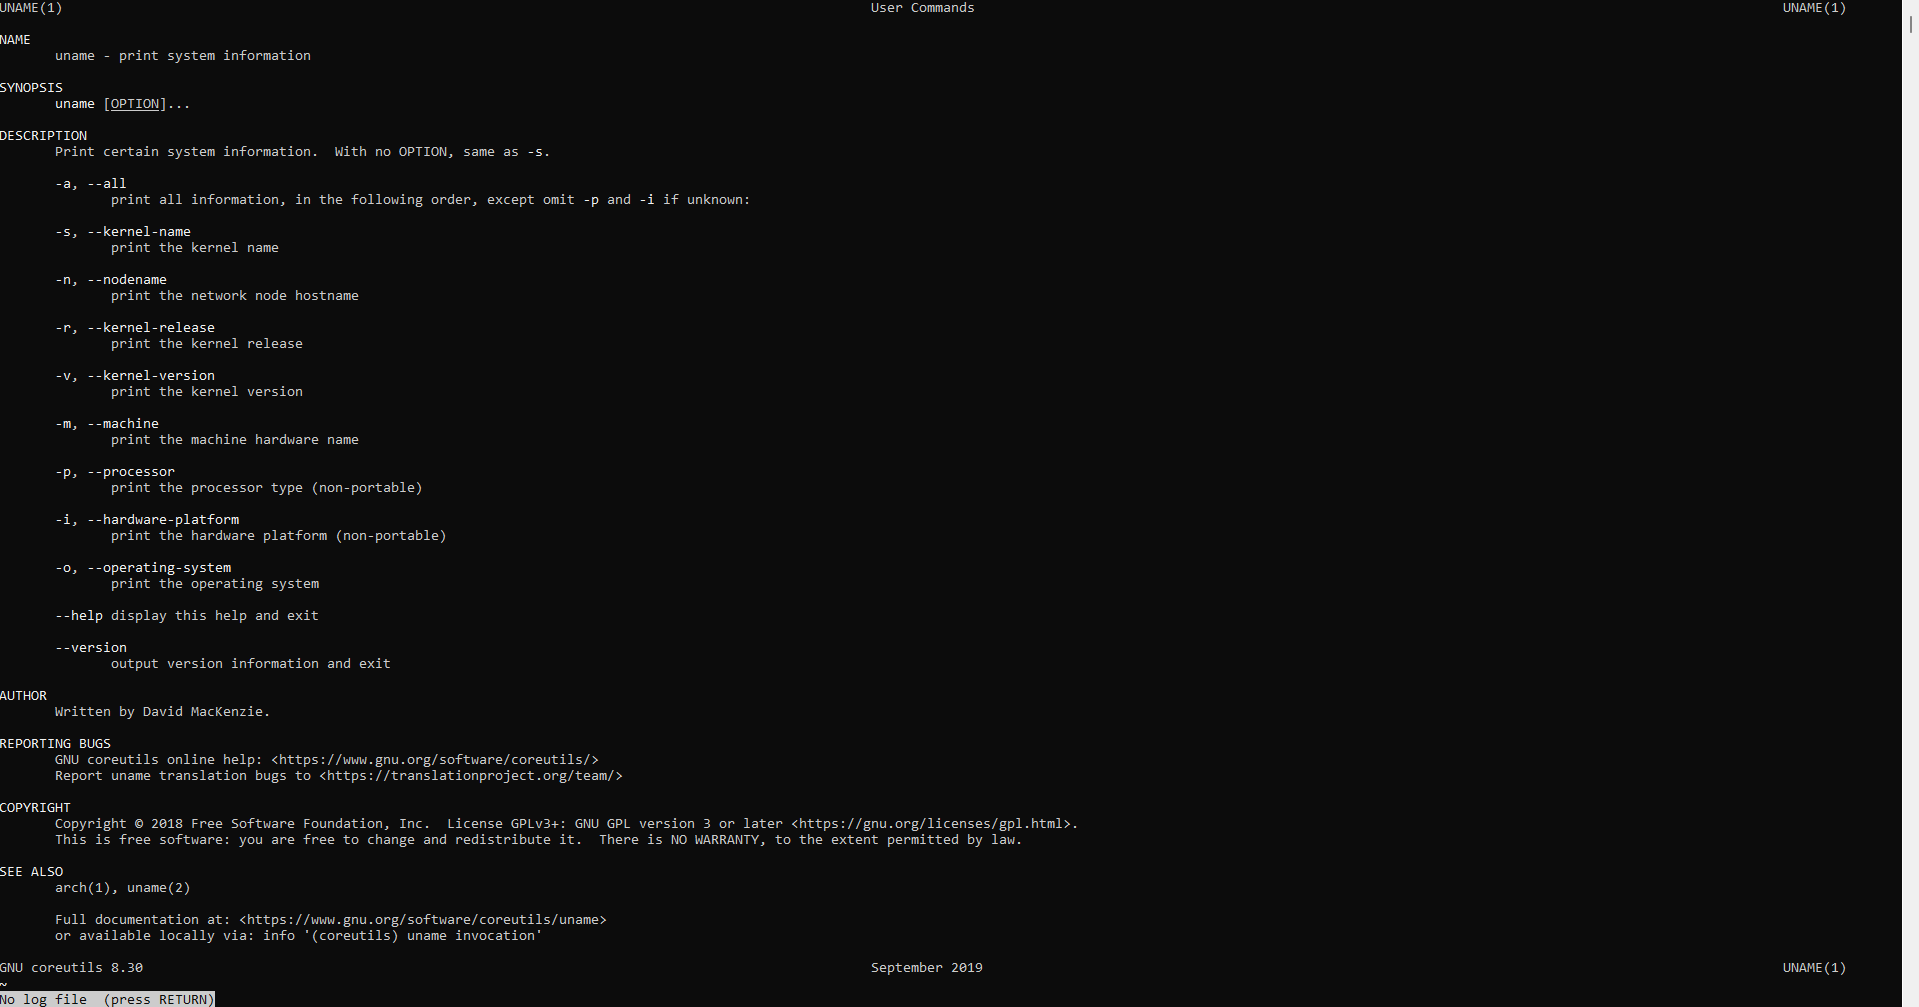 UNAME(1) User Commands UNAME(1)
NAME
uname - print system information
SYNOPSIS
uname [OPTION]...
DESCRIPTION
Print certain system information.  With no OPTION, same as -s.
-a, --all
print all information, in the following order, except omit -p and -i if unknown:
-s, --kernel-name
print the kernel name
-n, --nodename
print the network node hostname
-r, --kernel-release
print the kernel release
-v, --kernel-version
print the kernel version
-m, --machine
print the machine hardware name
-p, --processor
print the processor type (non-portable)
-i, --hardware-platform
print the hardware platform (non-portable)
-o, --operating-system
print the operating system
--help display this help and exit
--version
output version information and exit
AUTHOR
Written by David MacKenzie.
REPORTING BUGS
GNU coreutils online help: <https://www.gnu.org/software/coreutils/>
Report uname translation bugs to <https://translationproject.org/team/>
COPYRIGHT
Copyright © 2018 Free Software Foundation, Inc.  License GPLv3+: GNU GPL version 3 or later <https://gnu.org/licenses/gpl.html>.
This is free software: you are free to change and redistribute it.  There is NO WARRANTY, to the extent permitted by law.
SEE ALSO
arch(1), uname(2)
Full documentation at: <https://www.gnu.org/software/coreutils/uname>
or available locally via: info '(coreutils) uname invocation'
GNU coreutils 8.30 September 2019 UNAME(1)
~
No log file  (press RETURN)